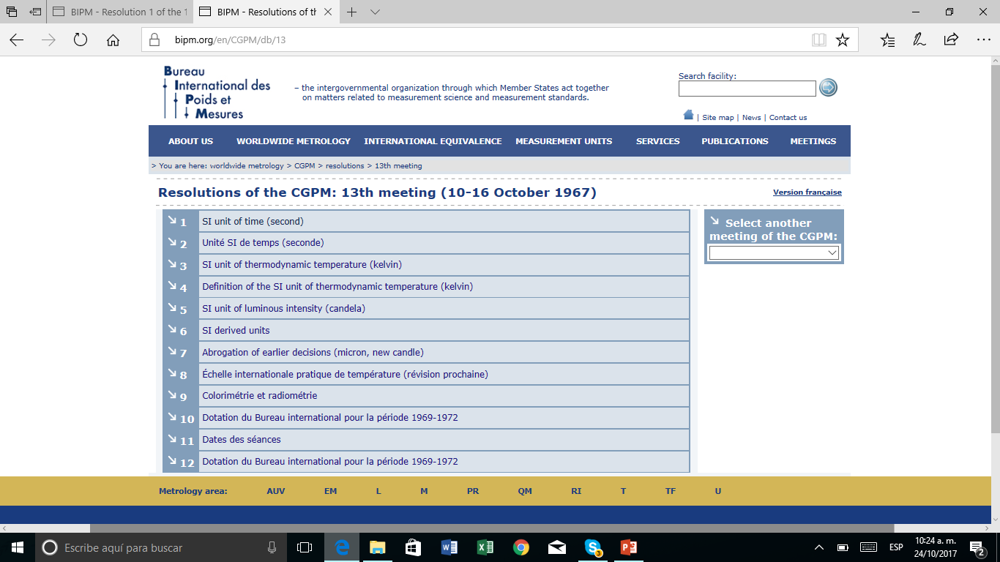 BIPM - Resolution 1 of the 1
BIPM - Resolutions of th
bipm.org/en/CGPM/db/13
Bureau
International des
Poids et
Mesures
– the intergovernmental organization through which Member States act together
on matters related to measurement science and measurement standards.
Search facility:
| Site map | News | Contact us
ABOUT US WORLDWIDE METROLOGY INTERNATIONAL EQUIVALENCE MEASUREMENT UNITS SERVICES PUBLICATIONS MEETINGS
> You are here: worldwide metrology > CGPM > resolutions > 13th meeting
Resolutions of the CGPM: 13th meeting (10-16 October 1967)
Version française
1 SI unit of time (second)
2 Unité SI de temps (seconde)
3 SI unit of thermodynamic temperature (kelvin)
4 Definition of the SI unit of thermodynamic temperature (kelvin)
5 SI unit of luminous intensity (candela)
6 SI derived units
7 Abrogation of earlier decisions (micron, new candle)
8 Échelle internationale pratique de température (révision prochaine)
9 Colorimétrie et radiométrie
10 Dotation du Bureau international pour la période 1969-1972
11 Dates des séances
12 Dotation du Bureau international pour la période 1969-1972
Select another
meeting of the CGPM:
Metrology area: AUV EM L M PR QM RI T TF U
Escribe aquí para buscar
3
ESP
10:24 a. m.
24/10/2017
2